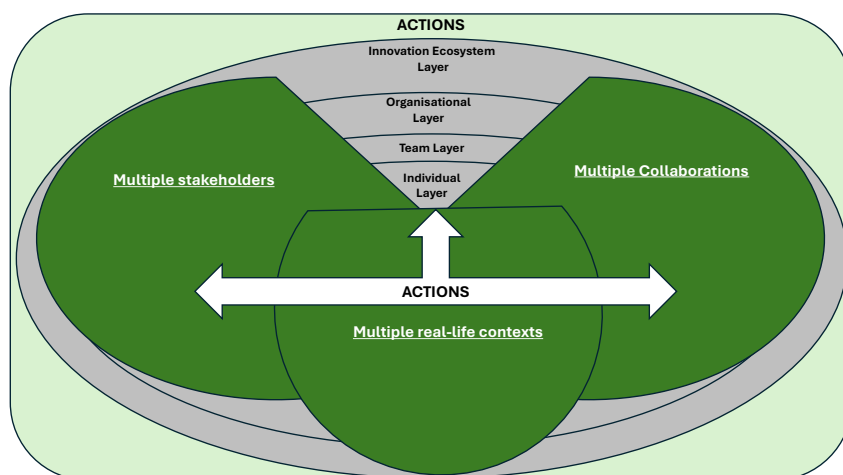 ACTIONS
Innovation Ecosystem
Layer
Organisational
Layer
Team Layer
Individual
Layer
Multiple stakeholders
Multiple Collaborations
ACTIONS
Multiple real-life contexts